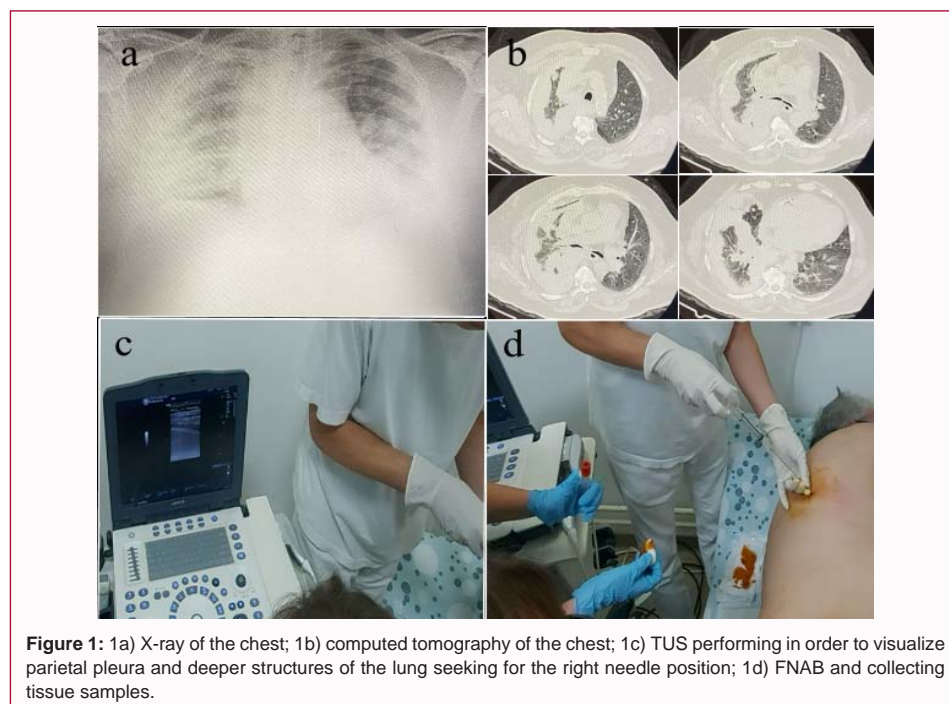 a
b
c
d
Figure 1: 1a) X-ray of the chest; 1b) computed tomography of the chest; 1c) TUS performing in order to visualize
parietal pleura and deeper structures of the lung seeking for the right needle position; 1d) FNAB and collecting
tissue samples.